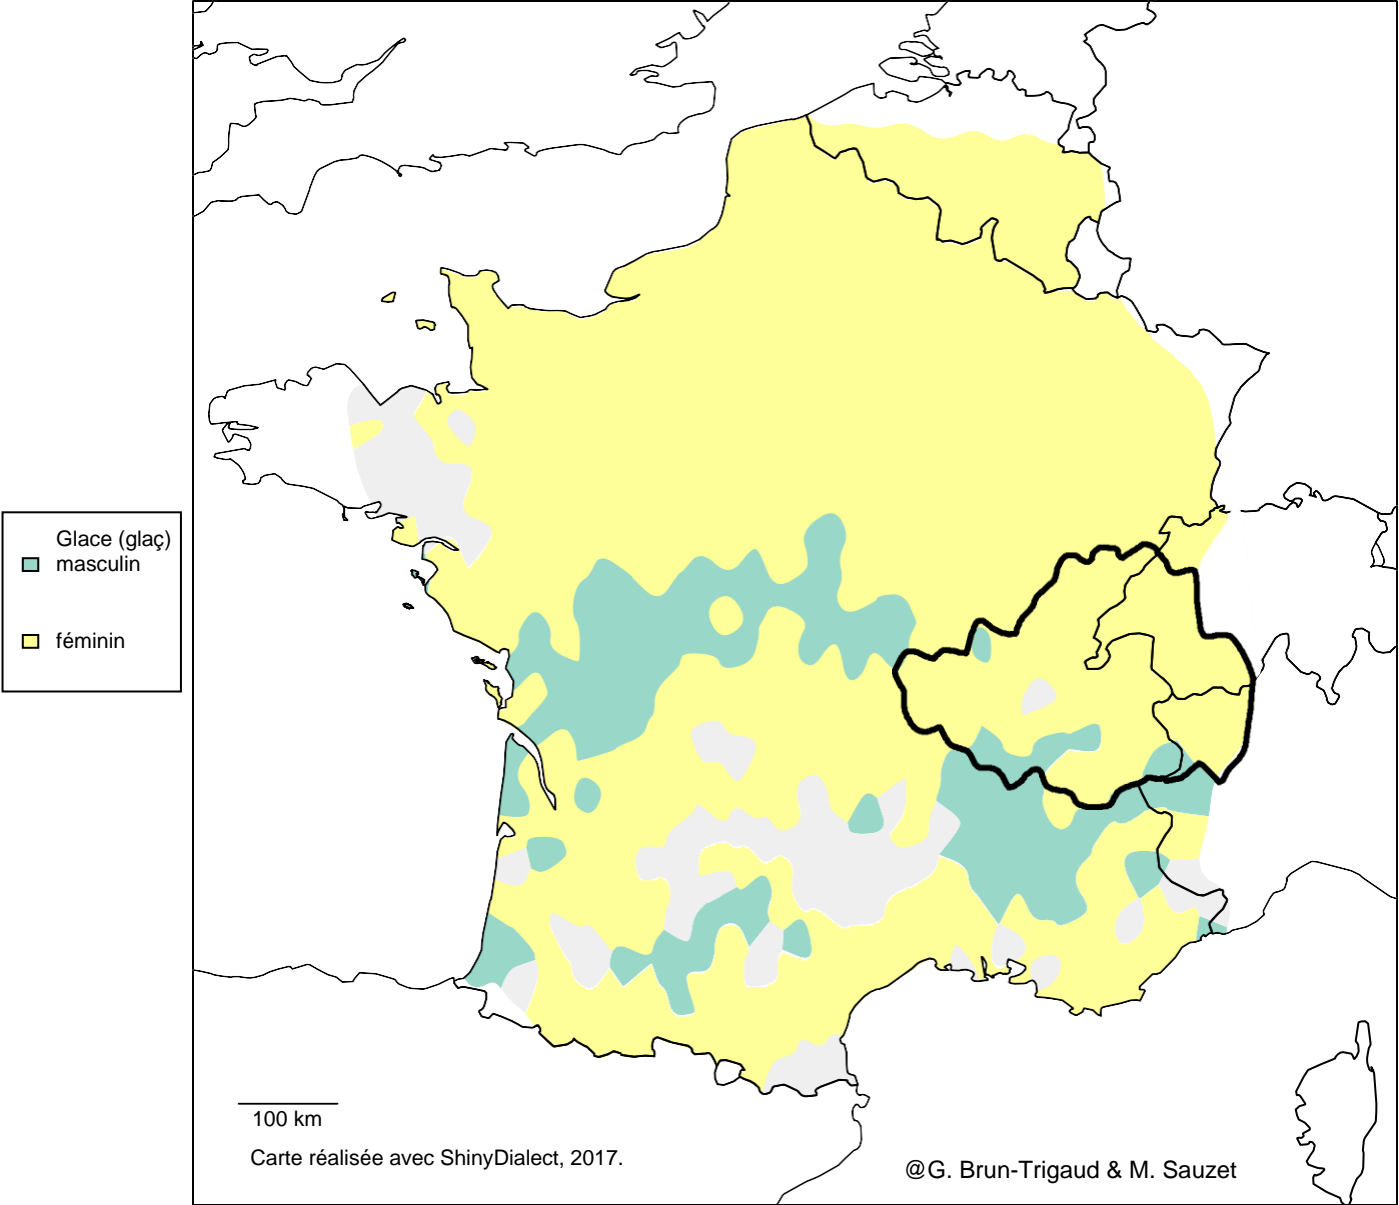 Glace (glaç)
masculin
féminin
100 km
Carte réalisée avec ShinyDialect, 2017.
@G. Brun-Trigaud & M. Sauzet